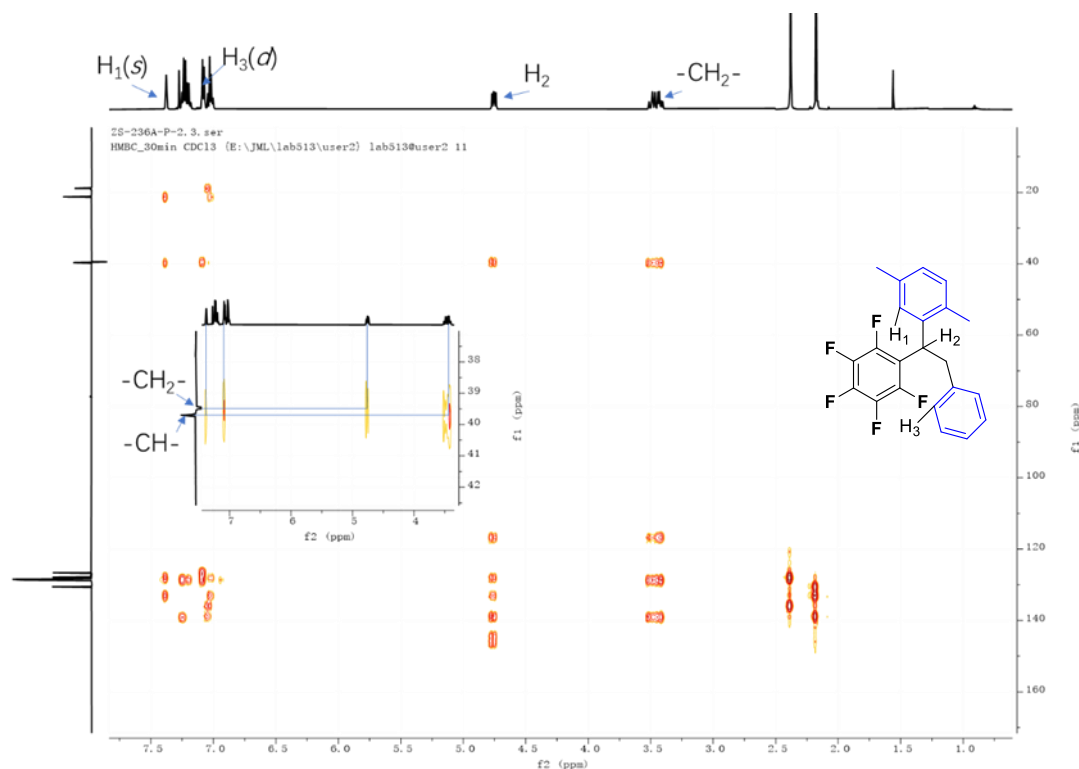 H1(s)
H3(d)
H2
-CH2-
ZS-236A-P-2.3.ser
HMBC_30min CDCl3 {E:\JML\lab513\user2} lab513@user2 11
20
40
60
80
100
120
140
160
f1 (ppm)
7.5 7.0 6.5 6.0 5.5 5.0 4.5 4.0 3.5 3.0 2.5 2.0 1.5 1.0
f2 (ppm)
-CH2-
-CH-
38
39
40
41
42
f1 (ppm)
7 6 5 4
f2 (ppm)
H1
H2
F
F
F
F
F
H3